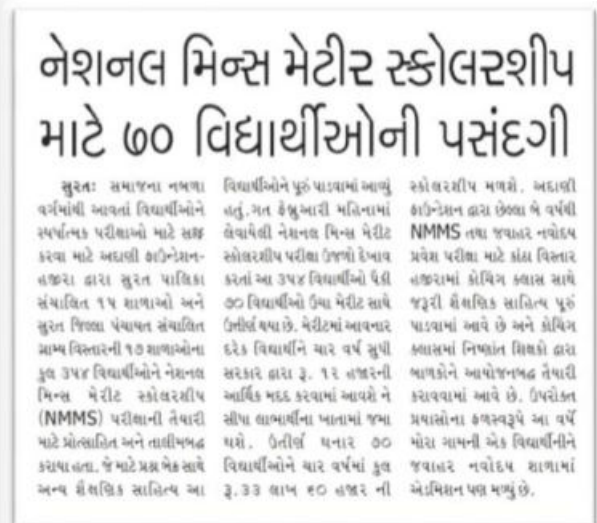 નેશનલ મિન્સ મેટીર સ્કોલરશીપ
માટે ૭૦ વિદ્યાર્થીઓની પસંદગી
સુરતઃ સમાજના નબળા
વર્ગમાંથી આવતાં વિદ્યાર્થીઓને
સ્પર્ધાત્મક પરીક્ષાઓ માટે સજ્જ
કરવા માટે અદાણી ફાઉન્ડેશન-
હજીરા દ્વારા સુરત પાલિકા
સંચાલિત ૧૫ શાળાઓ અને
સુરત જિલ્લા પંચાયત સંચાલિત
ગ્રામ્ય વિસ્તારની ૧૭ શાળાઓના
કુલ ૩૫૪ વિદ્યાર્થીઓને નેશનલ
મિન્સ મેરીટ સ્કોલરશીપ
(NMMS) પરીક્ષાની તૈયારી
માટે પ્રોત્સાહિત અને તાલીમબદ્ધ
કરાયા હતા. જે માટે પ્રશ્ન બેંક સાથે
અન્ય શૈક્ષણિક સાહિત્ય આ
વિદ્યાર્થીઓને પૂરું પાડવામાં આવ્યું
હતું.ગત ફેબ્રુઆરી મહિનામાં
લેવાયેલી નેશનલ મિન્સ મેરીટ
સ્કોલરશીપ પરીક્ષા ઉજળો દેખાવ
કરતાં આ ૩૫૪ વિદ્યાર્થીઓ પૈકી
૭૦ વિદ્યાર્થીઓ ઉંચા મેરીટ સાથે
ઉત્તીર્ણ થયા છે. મેરીટમાં આવનાર
દરેક વિદ્યાર્થીને ચાર વર્ષ સુધી
સરકાર દ્વારા રૂ. ૧૨ હજારની
આર્થિક મદદ કરવામાં આવશે ને
સીધા લાભાર્થીના ખાતામાં જમા
થશે. ઉત્તીર્ણ થનાર ૭૦
વિદ્યાર્થીઓને ચાર વર્ષમાં કુલ
રૂ.૩૩ લાખ ૬૦ હજાર ની
સ્કોલરશીપ મળશે. અદાણી
ફાઉન્ડેશન દ્વારા છેલ્લા બે વર્ષથી
NMMS તથા જવાહર નવોદય
પ્રવેશ પરીક્ષા માટે કાંઠા વિસ્તાર
હજીરામાં કોચિંગ ક્લાસ સાથે
જરૂરી શૈક્ષણિક સાહિત્ય પૂરું
પાડવામાં આવે છે અને કોચિંગ
ક્લાસમાં નિષ્ણાંત શિક્ષકો દ્વારા
બાળકોને આયોજનબદ્ધ તૈયારી
કરાવવામાં આવે છે. ઉપરોક્ત
પ્રયાસોના ફળસ્વરૂપે આ વર્ષે
મોરા ગામની એક વિદ્યાર્થીનીને
જવાહર નવોદય શાળામાં
એડમિશન પણ મળ્યું છે.